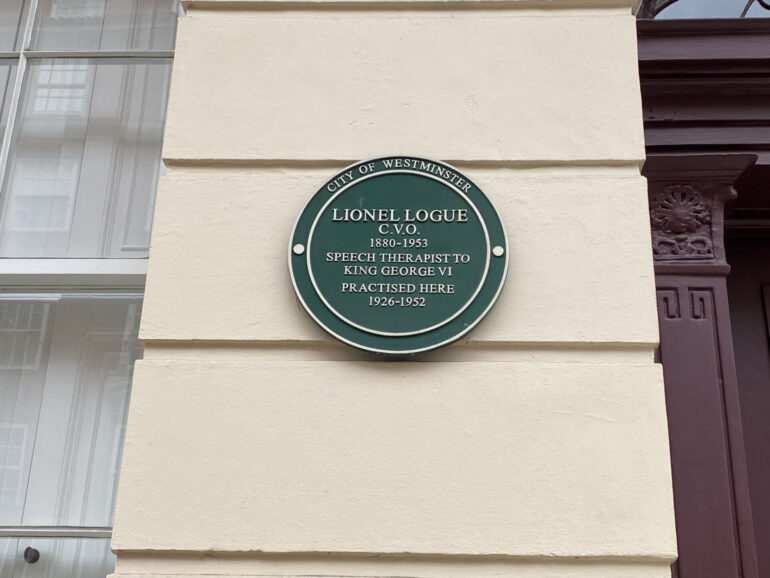 CITY OF WESTMINSTER
LIONEL LOGUE
C.V.O.
1880-1953
SPEECH THERAPIST TO
KING GEORGE VI
PRACTISED HERE
1926-1952